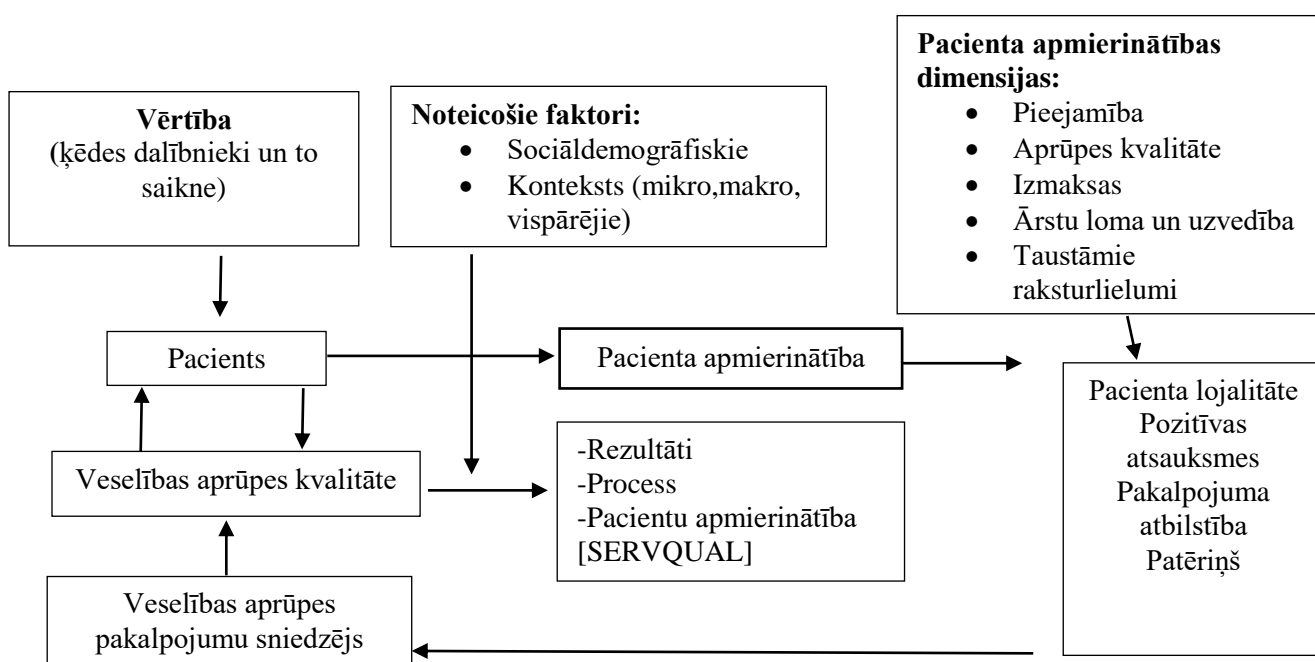 Vērtība
(ķēdes dalībnieki un to
saikne)
Noteicošie faktori:
• Sociāldemogrāfiskie
• Konteksts (mikro,makro,
vispārējie)
Pacienta apmierinātības
dimensijas:
• Pieejamība
• Aprūpes kvalitāte
• Izmaksas
• Ārstu loma un uzvedība
• Taustāmie
raksturlielumi
Pacients
Pacienta apmierinātība
Pacienta lojalitāte
Pozitīvas
atsauksmes
Pakalpojuma
atbilstība
Patēriņš
Veselības aprūpes kvalitāte
-Rezultāti
-Process
-Pacientu apmierinātība
[SERVQUAL]
Veselības aprūpes
pakalpojumu sniedzējs